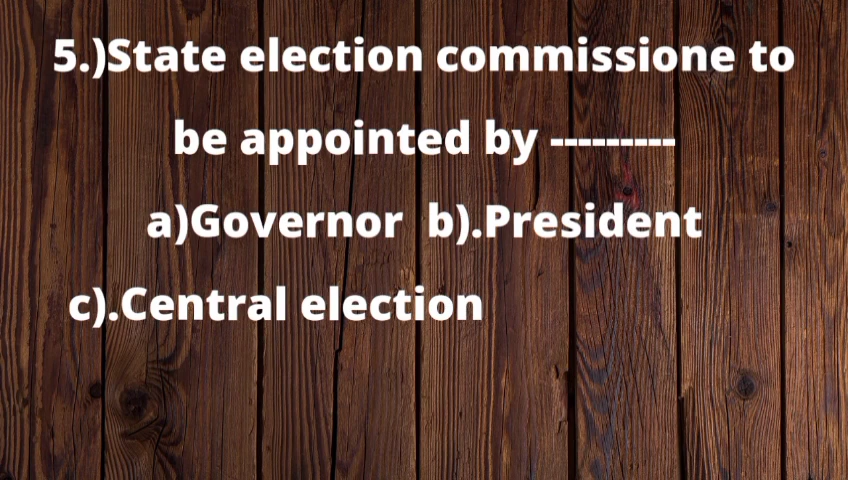 5.)State election commissione to
be appointed by ---------
a)Governor b).President
c).Central election